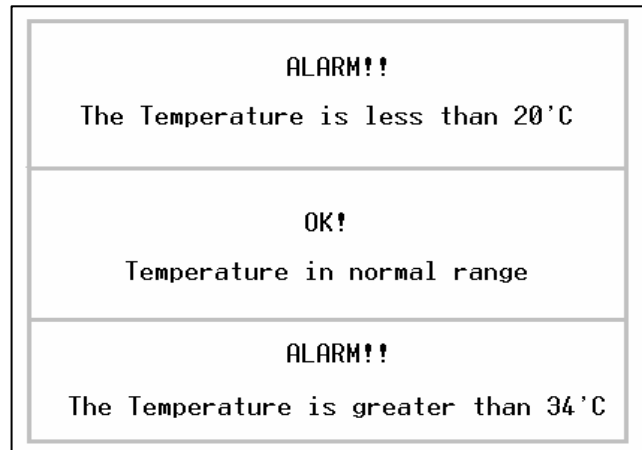 ALARM!!
The Temperature is less than 20'C
OK!
Temperature in normal range
ALARM!!
The Temperature is greater than 34'C